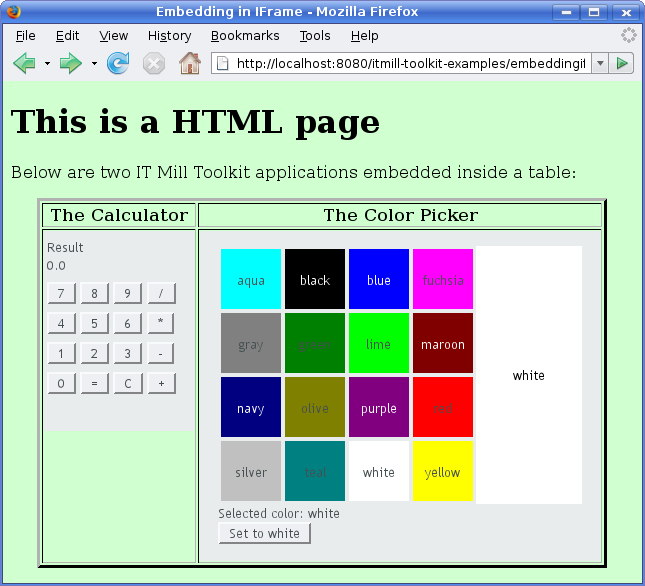 Embedding in IFrame - Mozilla Firefox
File Edit View History Bookmarks Tools Help
http://localhost:8080/itmill-toolkit-examples/embeddingif
This is a HTML page
Below are two IT Mill Toolkit applications embedded inside a table:
The Calculator The Color Picker
Result
0.0
7 8 9 /
4 5 6 *
1 2 3 -
0 = C +
aqua black blue fuchsia
gray green lime maroon
white
navy olive purple red
silver teal white yellow
Selected color: white
Set to white